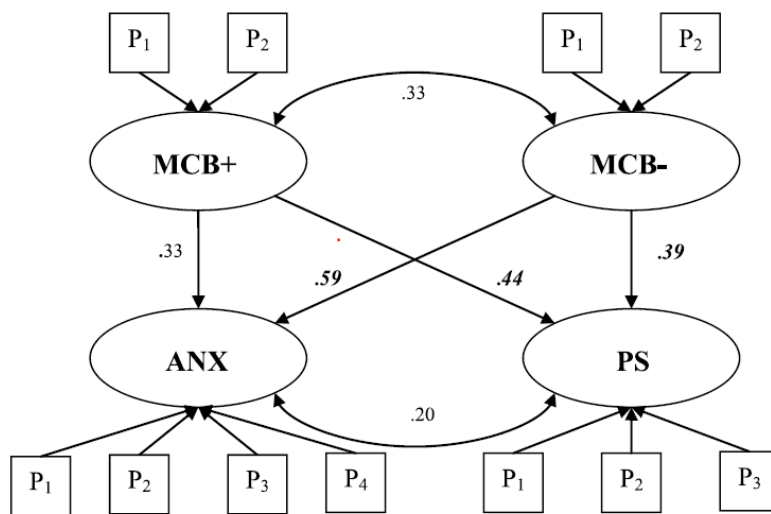 P₁ P₂ P₁ P₂
.33
MCB+ MCB-
.33 .59 .44 .39
ANX PS
.20
P₁ P₂ P₃ P₄ P₁ P₂ P₃